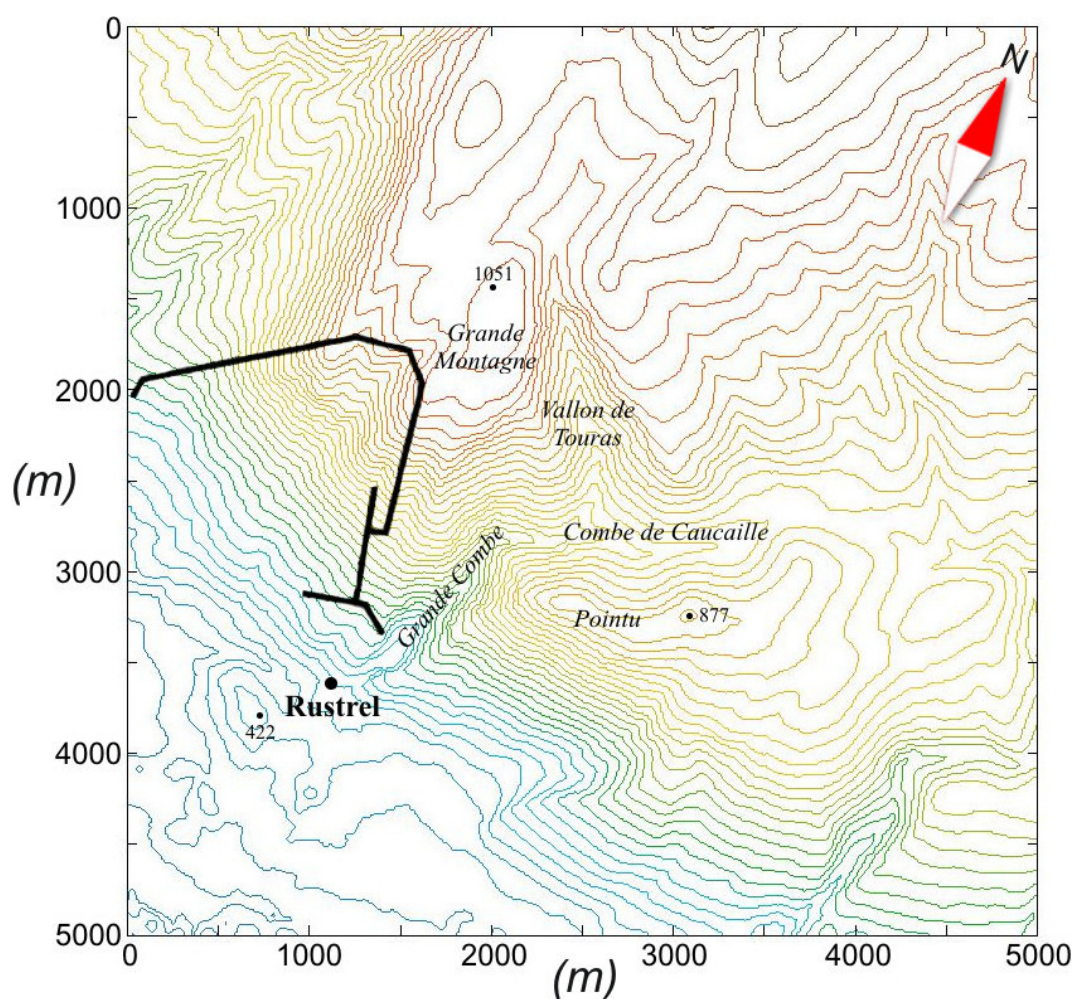 0
N
1000
1051
Grande
Montagne
2000
Vallon de
Touras
(m)
Combe de Caucaille
3000
Grande Combe
Pointu
877
Rustrel
422
4000
5000
0
1000
2000
3000
4000
5000
(m)